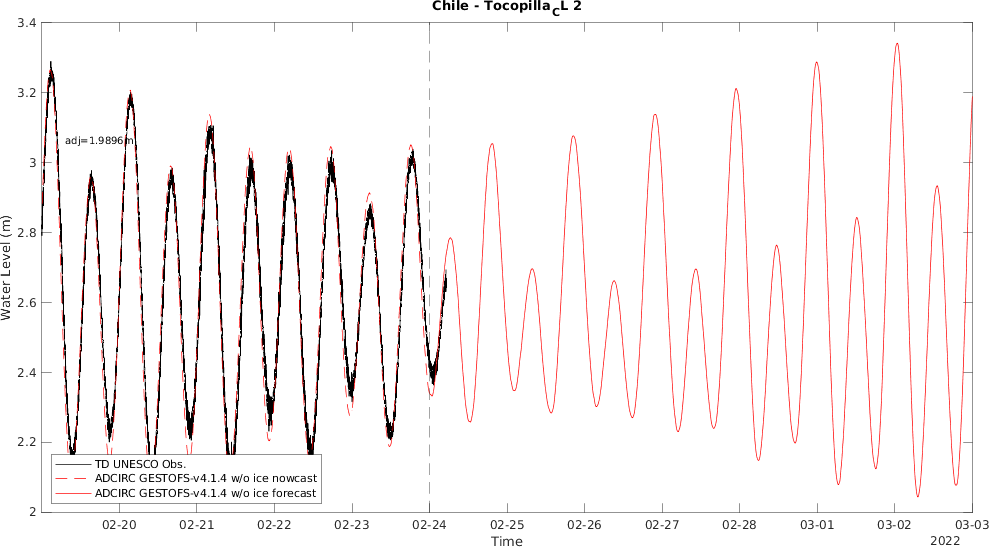 Chile - Tocopilla_CL 2
3.4
3.2
3
2.8
2.6
2.4
2.2
2
Water Level (m)
adj=1.9896m
TD UNESCO Obs.
ADCIRC GESTOFS-v4.1.4 w/o ice nowcast
ADCIRC GESTOFS-v4.1.4 w/o ice forecast
02-20 02-21 02-22 02-23 02-24 02-25 02-26 02-27 02-28 03-01 03-02 03-03
Time
2022